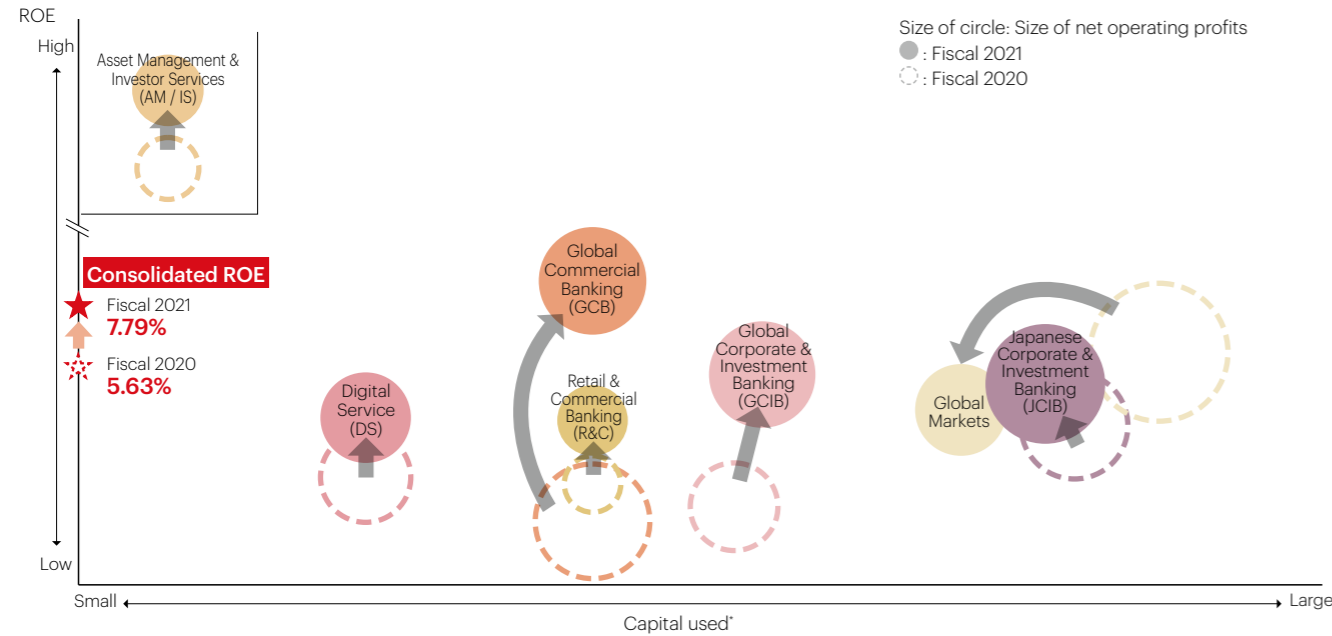 ROE
High
Size of circle: Size of net operating profits
: Fiscal 2021
: Fiscal 2020
Asset Management &
Investor Services
(AM / IS)
Consolidated ROE
Fiscal 2021
7.79%
Fiscal 2020
5.63%
Digital
Service
(DS)
Global
Commercial
Banking
(GCB)
Retail &
Commercial
Banking
(R&C)
Global
Corporate &
Investment
Banking
(GCIB)
Global
Markets
Japanese
Corporate &
Investment
Banking
(JCIB)
Low
Small
Large
Capital used*